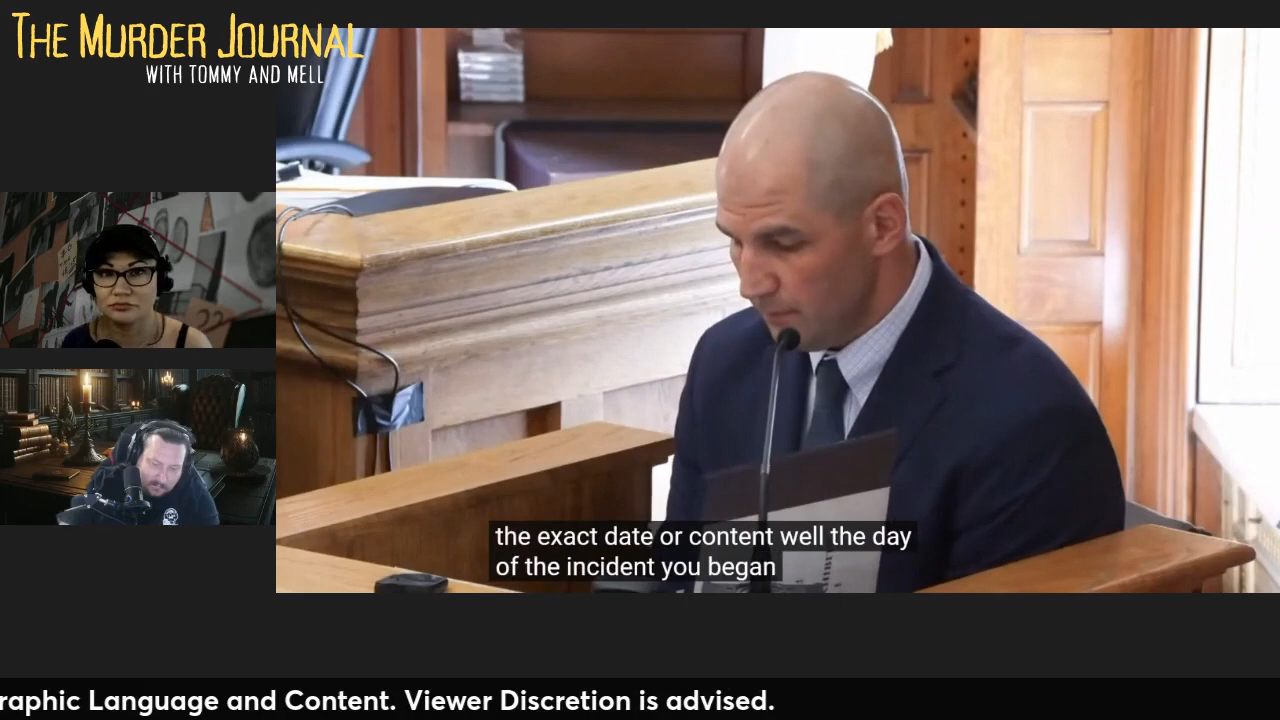 THE MURDER JOURNAL
WITH TOMMY AND MELL
22
the exact date or content well the day
of the incident you began
raphic Language and Content. Viewer Discretion is advised.